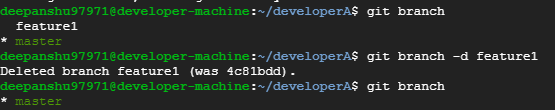 deepanshu97971@developer-machine:~/developerA$ git branch
  feature1
* master
deepanshu97971@developer-machine:~/developerA$ git branch -d feature1
Deleted branch feature1 (was 4c81bdd).
deepanshu97971@developer-machine:~/developerA$ git branch
* master